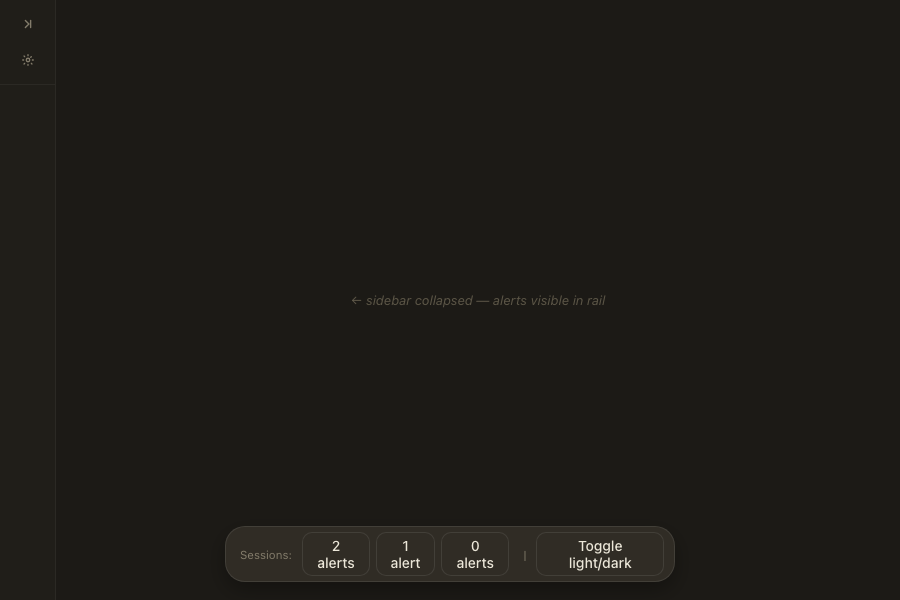 ← sidebar collapsed — alerts visible in rail
Sessions:
2
alerts
1
alert
0
alerts
|
Toggle
light/dark